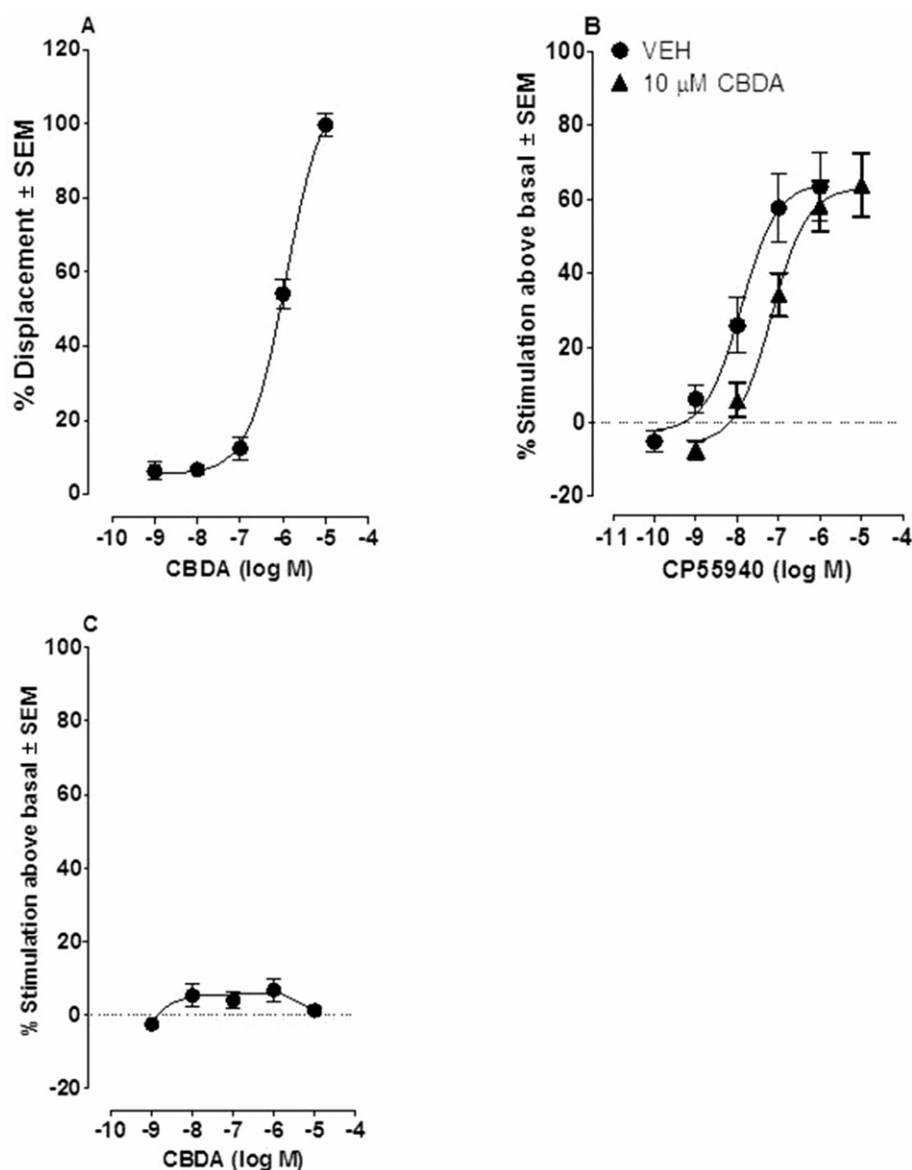 A
% Displacement ± SEM
120
100
80
60
40
20
0
-10 -9 -8 -7 -6 -5 -4
CBDA (log M)
B
VEH
10 μM CBDA
% Stimulation above basal ± SEM
100
80
60
40
20
0
-20
-11 -10 -9 -8 -7 -6 -5 -4
CP55940 (log M)
C
% Stimulation above basal ± SEM
100
80
60
40
20
0
-20
-10 -9 -8 -7 -6 -5 -4
CBDA (log M)